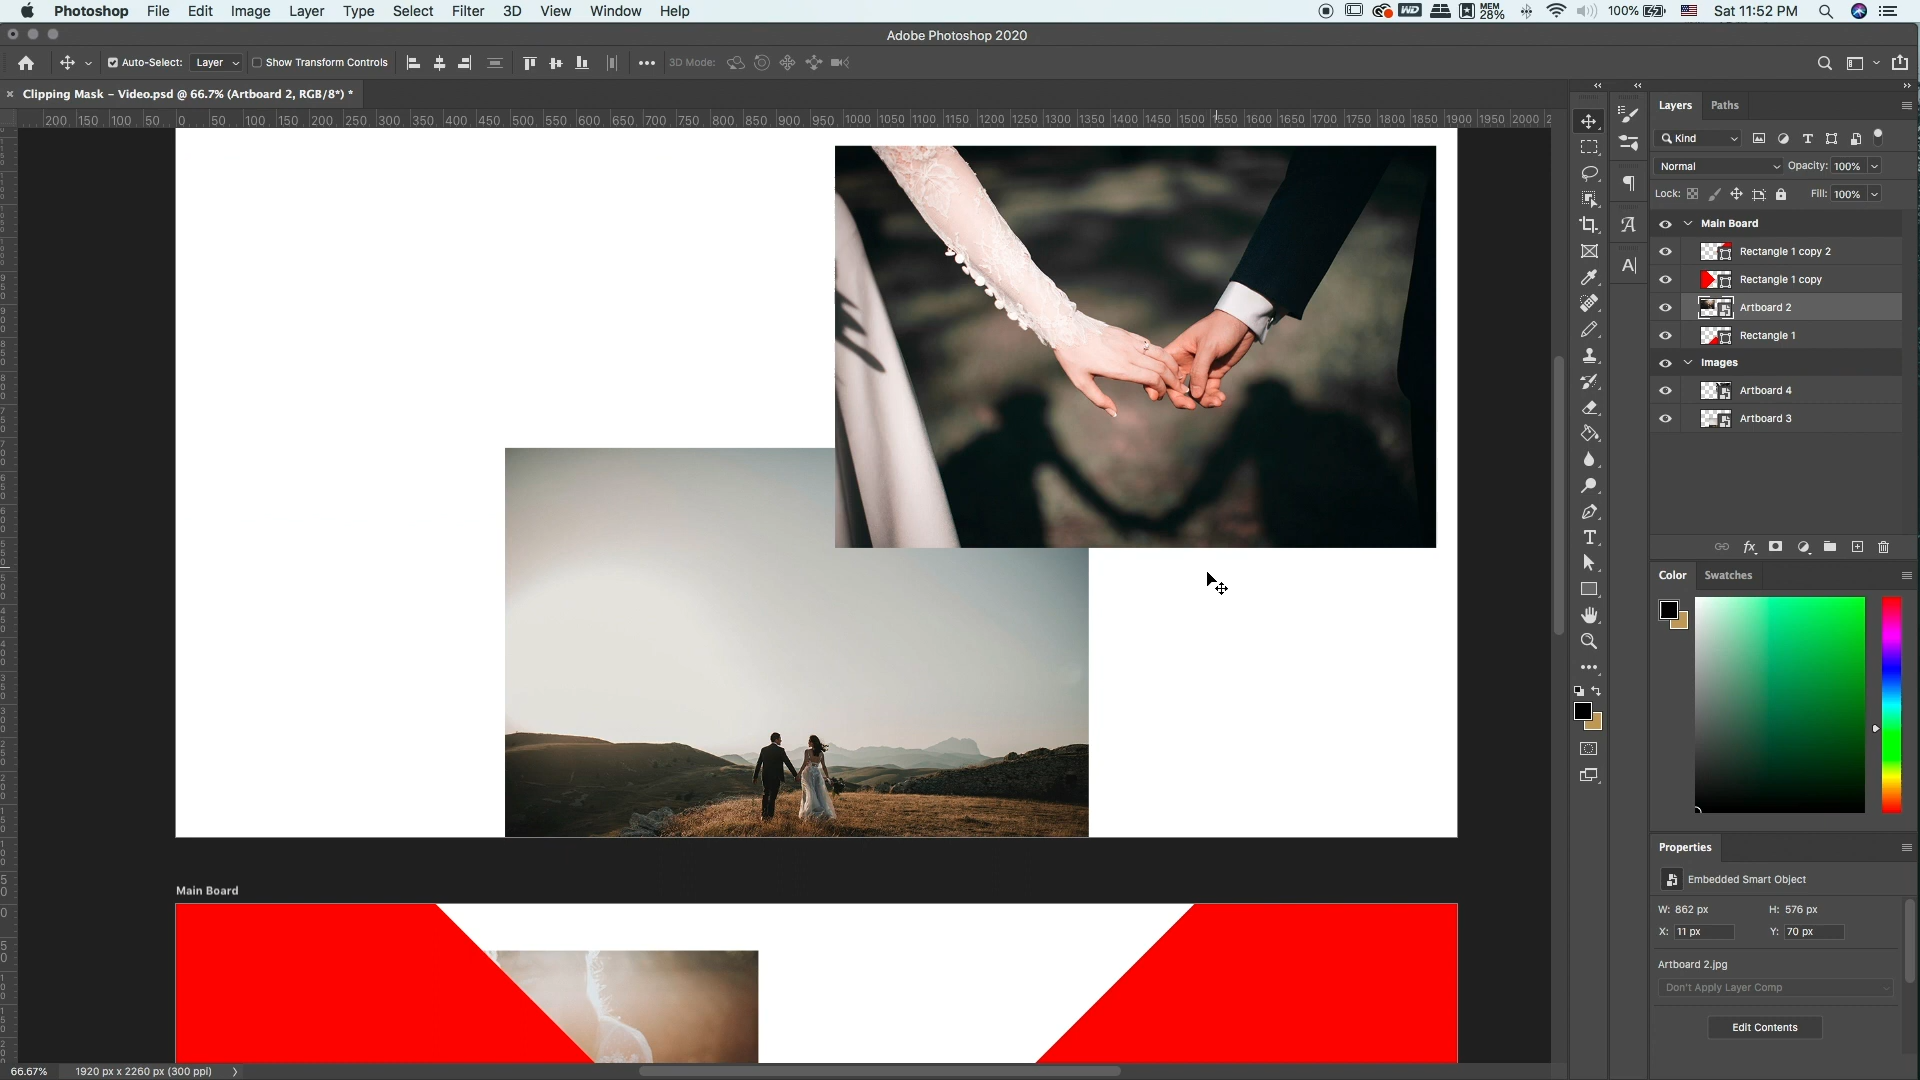 Photoshop File Edit Image Layer Type Select Filter 3D View Window Help
WD MEM 28% 100% Sat 11:52 PM
Adobe Photoshop 2020
Auto-Select: Layer Show Transform Controls 3D Mode:
Clipping Mask – Video.psd @ 66.7% (Artboard 2, RGB/8*) *
200 150 100 50 0 50 100 150 200 250 300 350 400 450 500 550 600 650 700 750 800 850 900 950 1000 1050 1100 1150 1200 1250 1300 1350 1400 1450 1500 1550 1600 1650 1700 1750 1800 1850 1900 1950 2000
Layers Paths
Kind
Normal Opacity: 100%
Lock: Fill: 100%
Main Board
Rectangle 1 copy 2
Rectangle 1 copy
Artboard 2
Rectangle 1
Images
Artboard 4
Artboard 3
fx
Color Swatches
Properties
Embedded Smart Object
W: 862 px H: 576 px
X: 11 px Y: 70 px
Artboard 2.jpg
Don't Apply Layer Comp
Edit Contents
Main Board
66.67% 1920 px x 2260 px (300 ppi)